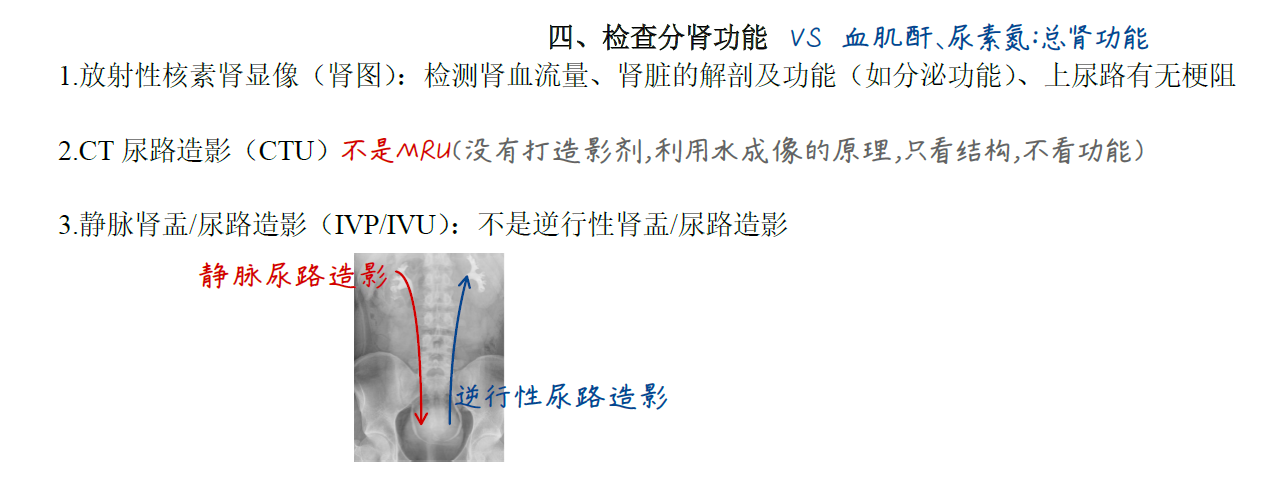 四、检查分肾功能 VS 血肌酐、尿素氮:总肾功能
1.放射性核素肾显像（肾图）：检测肾血流量、肾脏的解剖及功能（如分泌功能）、上尿路有无梗阻
2.CT 尿路造影（CTU）不是MRU(没有打造影剂,利用水成像的原理,只看结构,不看功能)
3.静脉肾盂/尿路造影（IVP/IVU）：不是逆行性肾盂/尿路造影
静脉尿路造影
逆行性尿路造影